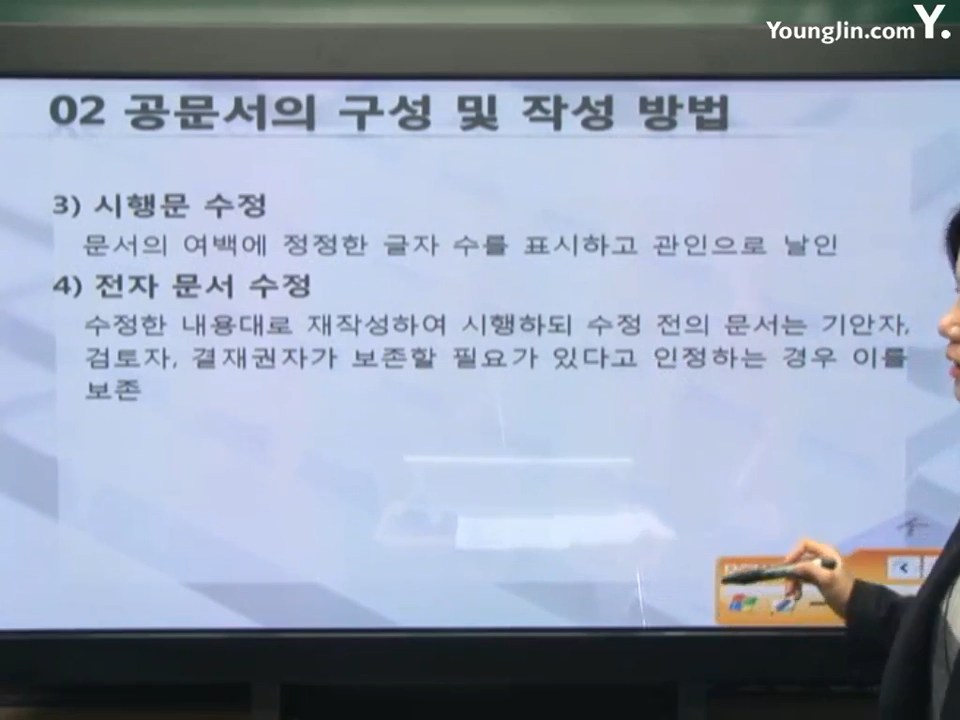 YoungJin.com Y.
02 공문서의 구성 및 작성 방법
3) 시행문 수정
문서의 여백에 정정한 글자 수를 표시하고 관인으로 날인
4) 전자 문서 수정
수정한 내용대로 재작성하여 시행하되 수정 전의 문서는 기안자,
검토자, 결재권자가 보존할 필요가 있다고 인정하는 경우 이를
보존